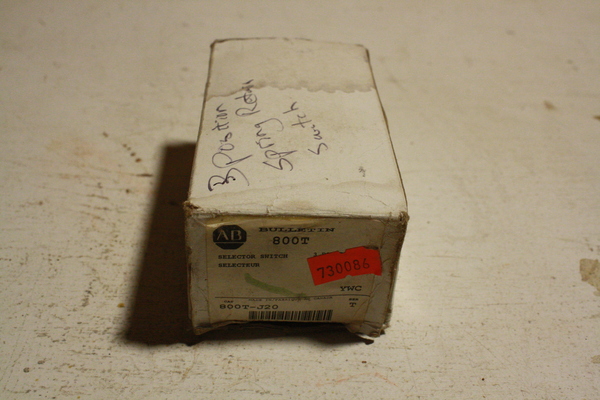 3 Position
Spring Return
Switch
AB
BULLETIN
800T
SELECTOR SWITCH
SELECTEUR
730086
YWC
800T-J20
T